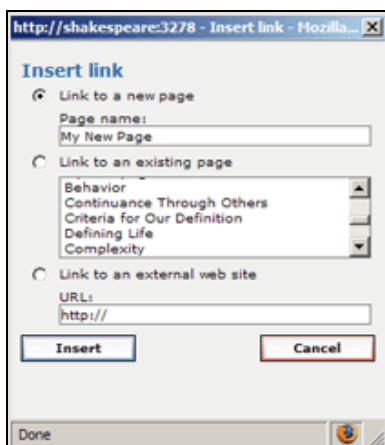 http://shakespeare:3278 - Insert link - Mozilla...
Insert link
Link to a new page
Page name:
My New Page
Link to an existing page
Behavior
Continuance Through Others
Criteria for Our Definition
Defining Life
Complexity
Link to an external web site
URL:
http://
Insert Cancel
Done